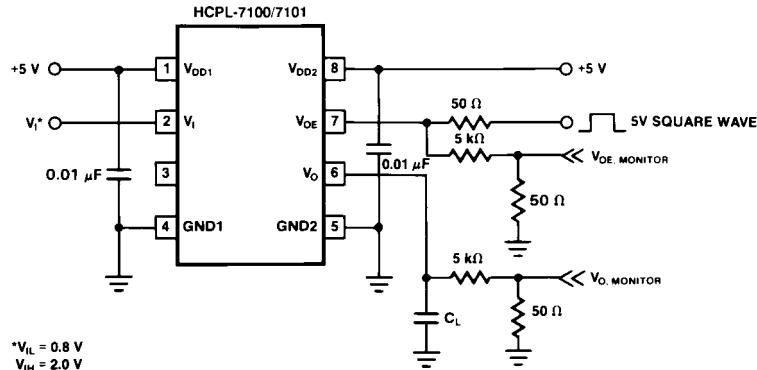 HCPL-7100/7101
+5 V
1
VDD1
VDD2
8
+5 V
VI*
2
VI
VOE
7
50 Ω
5V SQUARE WAVE
5 kΩ
VOE, MONITOR
0.01 μF
3
VO
6
0.01 μF
50 Ω
4
GND1
GND2
5
5 kΩ
VO, MONITOR
CL
50 Ω
*VIL = 0.8 V
VIH = 2.0 V